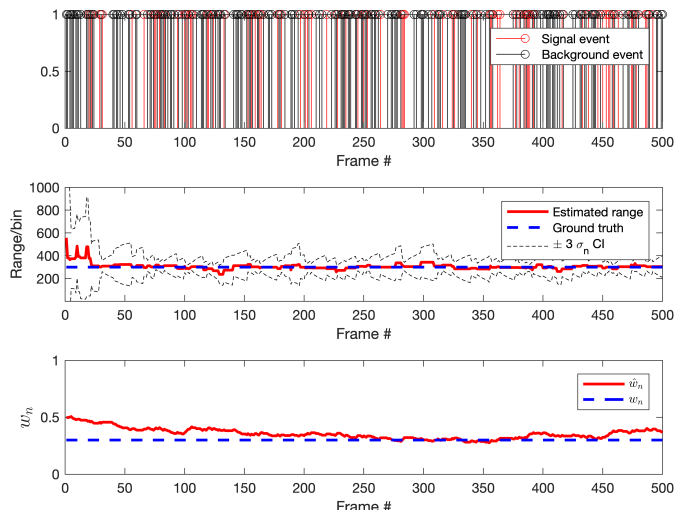 1
Signal event
Background event
0.5
0
0 50 100 150 200 250 300 350 400 450 500
Frame #
1000
Estimated range
800
Ground truth
600
± 3 σn CI
400
200
Range/bin
0 50 100 150 200 250 300 350 400 450 500
Frame #
1
ŵn
wn
0.5
wn
0
0 50 100 150 200 250 300 350 400 450 500
Frame #